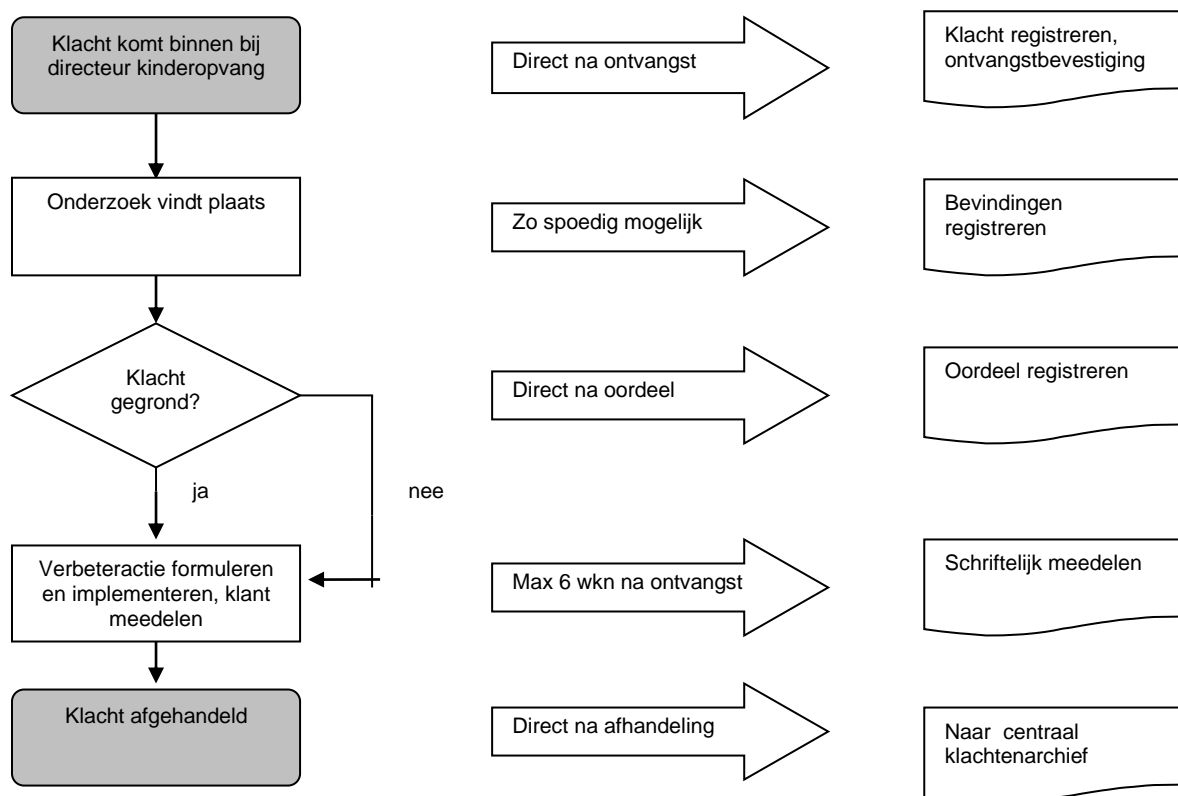 Klacht komt binnen bij
directeur kinderopvang
Direct na ontvangst
Klacht registreren,
ontvangstbevestiging
Onderzoek vindt plaats
Zo spoedig mogelijk
Bevindingen
registreren
Klacht
gegrond?
Direct na oordeel
Oordeel registreren
ja
nee
Verbeteractie formuleren
en implementeren, klant
meedelen
Max 6 wkn na ontvangst
Schriftelijk meedelen
Klacht afgehandeld
Direct na afhandeling
Naar centraal
klachtenarchief